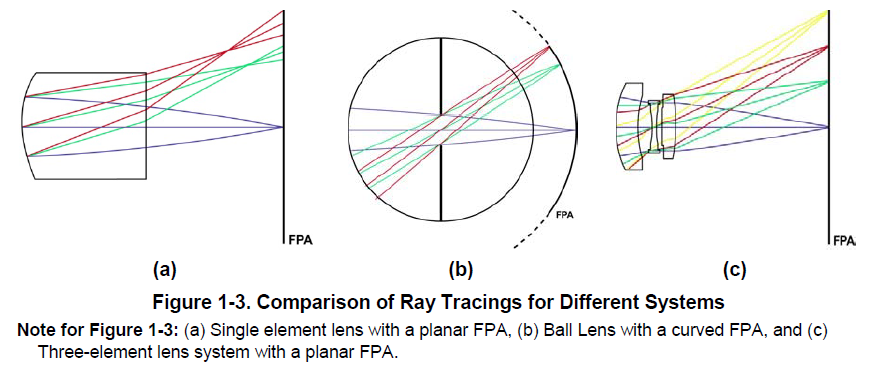 FPA
FPA
FPA
(a)
(b)
(c)
Figure 1-3. Comparison of Ray Tracings for Different Systems
Note for Figure 1-3: (a) Single element lens with a planar FPA, (b) Ball Lens with a curved FPA, and (c)
Three-element lens system with a planar FPA.